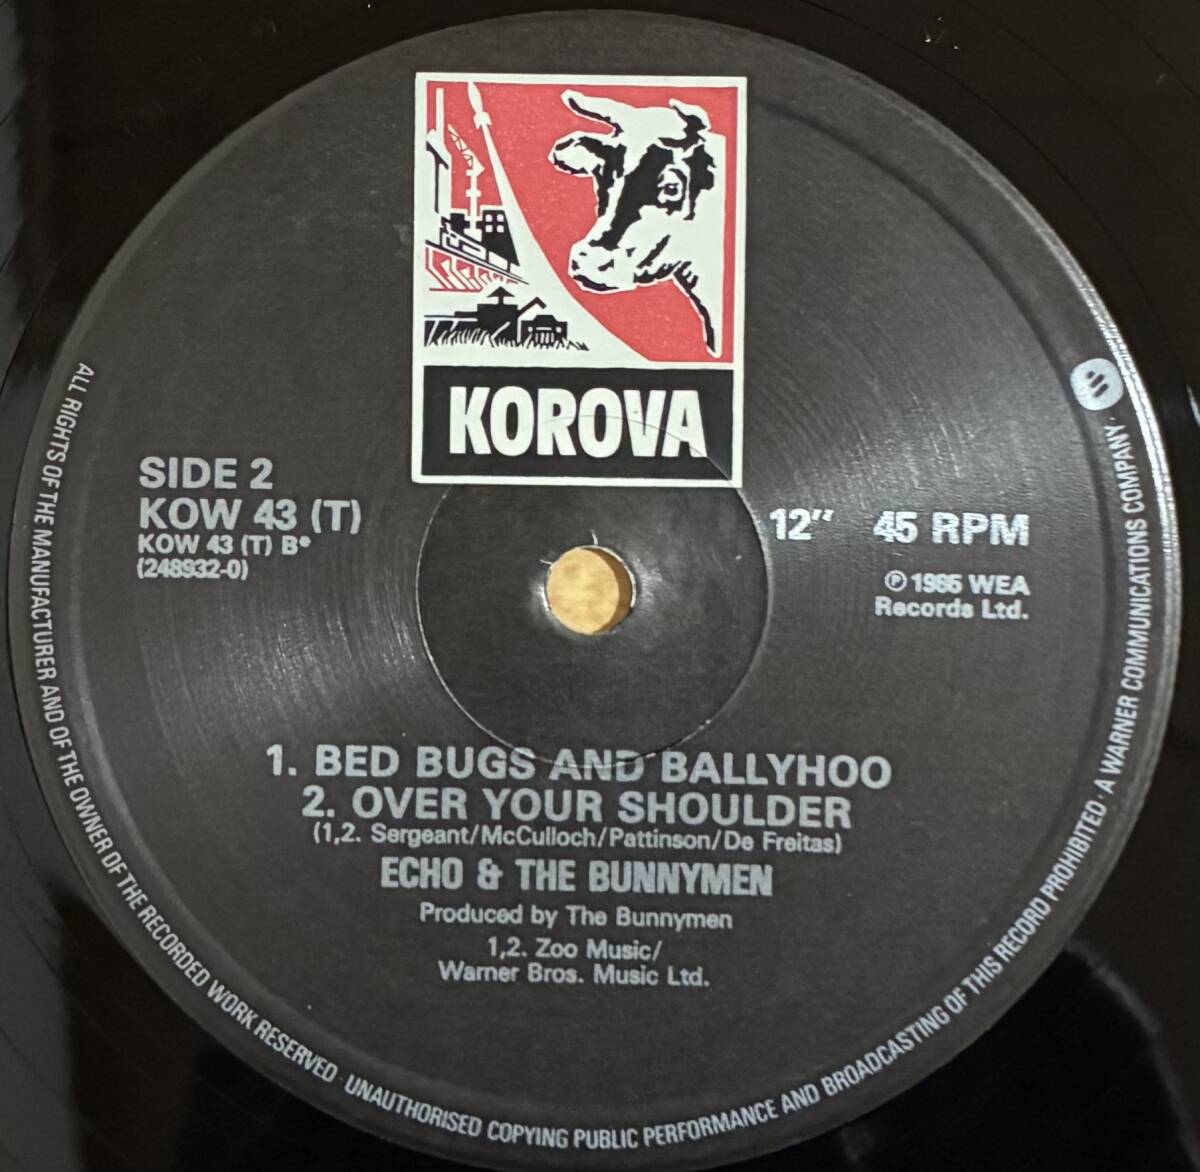 KOROVA
SIDE 2
KOW 43 (T)
KOW 43 (T) B*
(248932-0)
12" 45 RPM
℗ 1985 WEA
Records Ltd.
1. BED BUGS AND BALLYHOO
2. OVER YOUR SHOULDER
(1,2. Sergeant/McCulloch/Pattinson/De Freitas)
ECHO & THE BUNNYMEN
Produced by The Bunnymen
1,2. Zoo Music/
Warner Bros. Music Ltd.
ALL RIGHTS OF THE MANUFACTURER AND OF THE OWNER OF THE RECORDED WORK RESERVED · UNAUTHORISED COPYING PUBLIC PERFORMANCE AND BROADCASTING OF THIS RECORD PROHIBITED · A WARNER COMMUNICATIONS COMPANY.